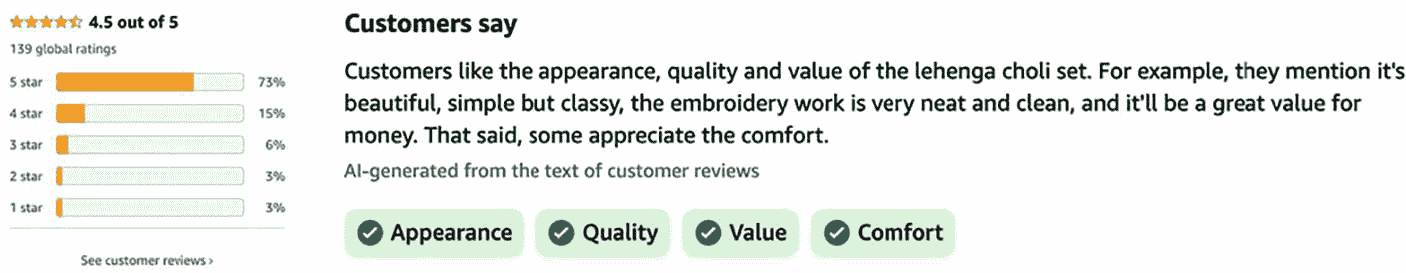 4.5 out of 5
139 global ratings
5 star 73%
4 star 15%
3 star 6%
2 star 3%
1 star 3%
See customer reviews ›
Customers say
Customers like the appearance, quality and value of the lehenga choli set. For example, they mention it's
beautiful, simple but classy, the embroidery work is very neat and clean, and it'll be a great value for
money. That said, some appreciate the comfort.
AI-generated from the text of customer reviews
Appearance Quality Value Comfort